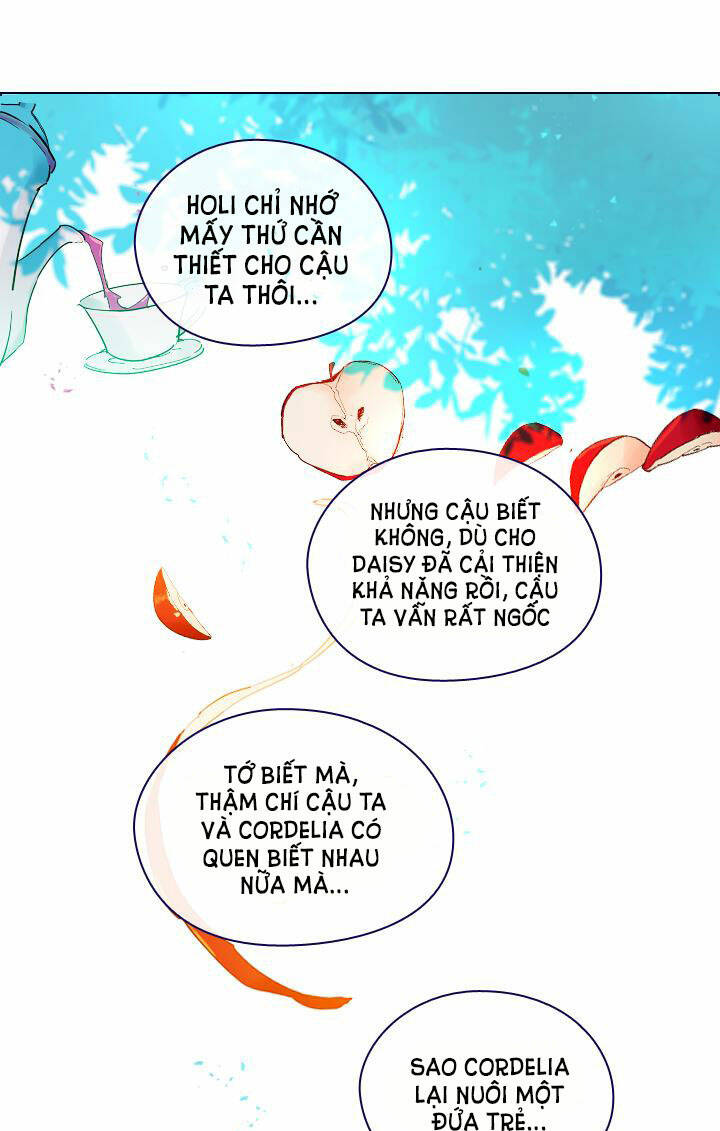 HOLI CHỈ NHỚ
MẤY THỨ CẦN
THIẾT CHO CẬU
TA THÔI...
NHƯNG CẬU BIẾT
KHÔNG, DÙ CHO
DAISY ĐÃ CẢI THIỆN
KHẢ NĂNG RỒI, CẬU
TA VẪN RẤT NGỐC
TỚ BIẾT MÀ,
THẬM CHÍ CẬU TA
VÀ CORDELIA CÓ
QUEN BIẾT NHAU
NỮA MÀ...
SAO CORDELIA
LẠI NUÔI MỘT
ĐỨA TRẺ...